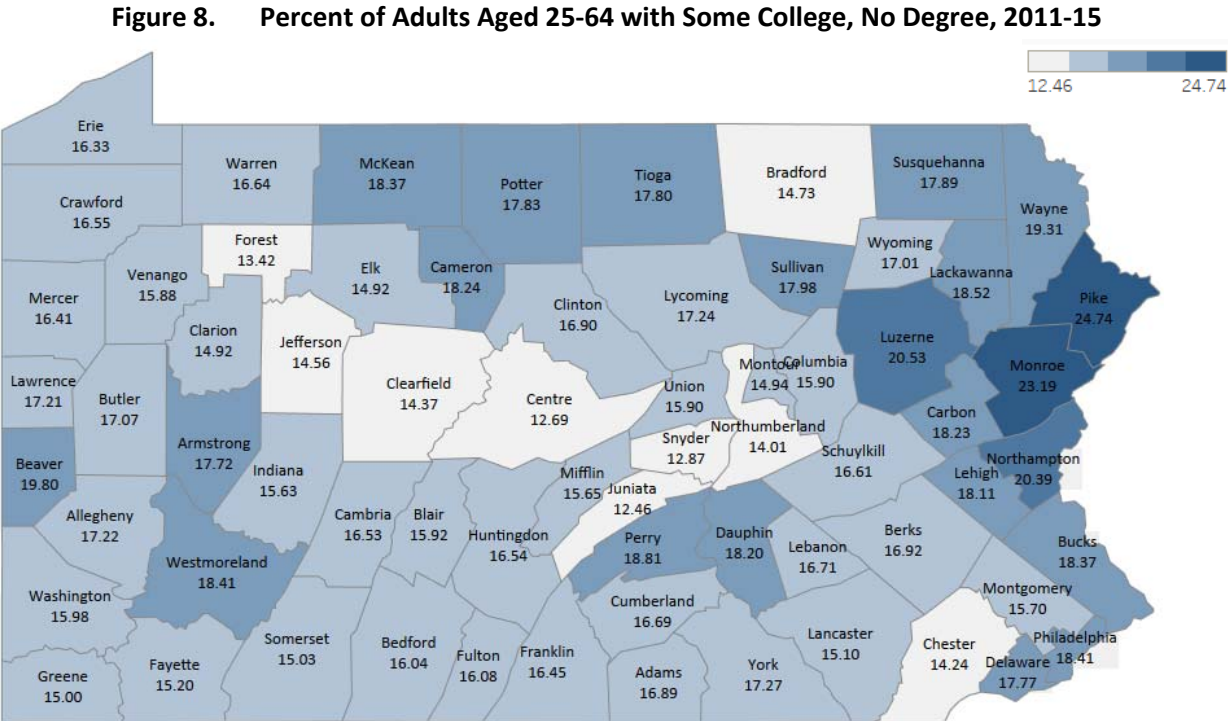 Figure 8. Percent of Adults Aged 25-64 with Some College, No Degree, 2011-15
12.46 24.74
Erie
16.33
Warren
16.64
McKean
18.37
Potter
17.83
Tioga
17.80
Bradford
14.73
Susquehanna
17.89
Wayne
19.31
Crawford
16.55
Forest
13.42
Venango
15.88
Elk
14.92
Cameron
18.24
Sullivan
17.98
Wyoming
17.01
Lackawanna
18.52
Pike
24.74
Mercer
16.41
Clarion
14.92
Clinton
16.90
Lycoming
17.24
Jefferson
14.56
Luzerne
20.53
Monroe
23.19
Lawrence
17.21
Butler
17.07
Clearfield
14.37
Centre
12.69
Union
15.90
Montour
14.94
Columbia
15.90
Carbon
18.23
Beaver
19.80
Armstrong
17.72
Indiana
15.63
Mifflin
15.65
Snyder
12.87
Northumberland
14.01
Schuylkill
16.61
Lehigh
18.11
Northampton
20.39
Allegheny
17.22
Cambria
16.53
Blair
15.92
Huntingdon
16.54
Juniata
12.46
Perry
18.81
Dauphin
18.20
Lebanon
16.71
Berks
16.92
Bucks
18.37
Westmoreland
18.41
Washington
15.98
Cumberland
16.69
Montgomery
15.70
Somerset
15.03
Bedford
16.04
Fulton
16.08
Franklin
16.45
Lancaster
15.10
Chester
14.24
Philadelphia
18.41
Delaware
17.77
Greene
15.00
Fayette
15.20
Adams
16.89
York
17.27